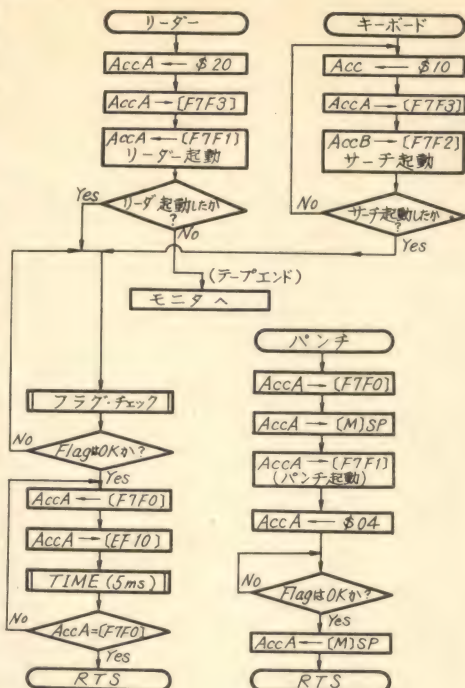 リーダー
AccA ← $20
AccA → [F7F3]
AccA ← [F7F1]
リーダー起動
リーダ起動したか
?
Yes
No
(テープエンド)
モニタへ
キーボード
Acc ← $10
AccA → [F7F3]
AccB → [F7F2]
サーチ起動
サーチ起動したか
?
No
Yes
フラグ・チェック
FlagはOKか?
No
Yes
AccA ← [F7F0]
AccA → [EF10]
TIME (5ms)
AccA=[F7F0]
No
Yes
RTS
パンチ
AccA → [F7F0]
AccA → [M]SP
AccA → [F7F1]
(パンチ起動)
AccA ← $04
FlagはOKか?
No
Yes
AccA ← [M]SP
RTS